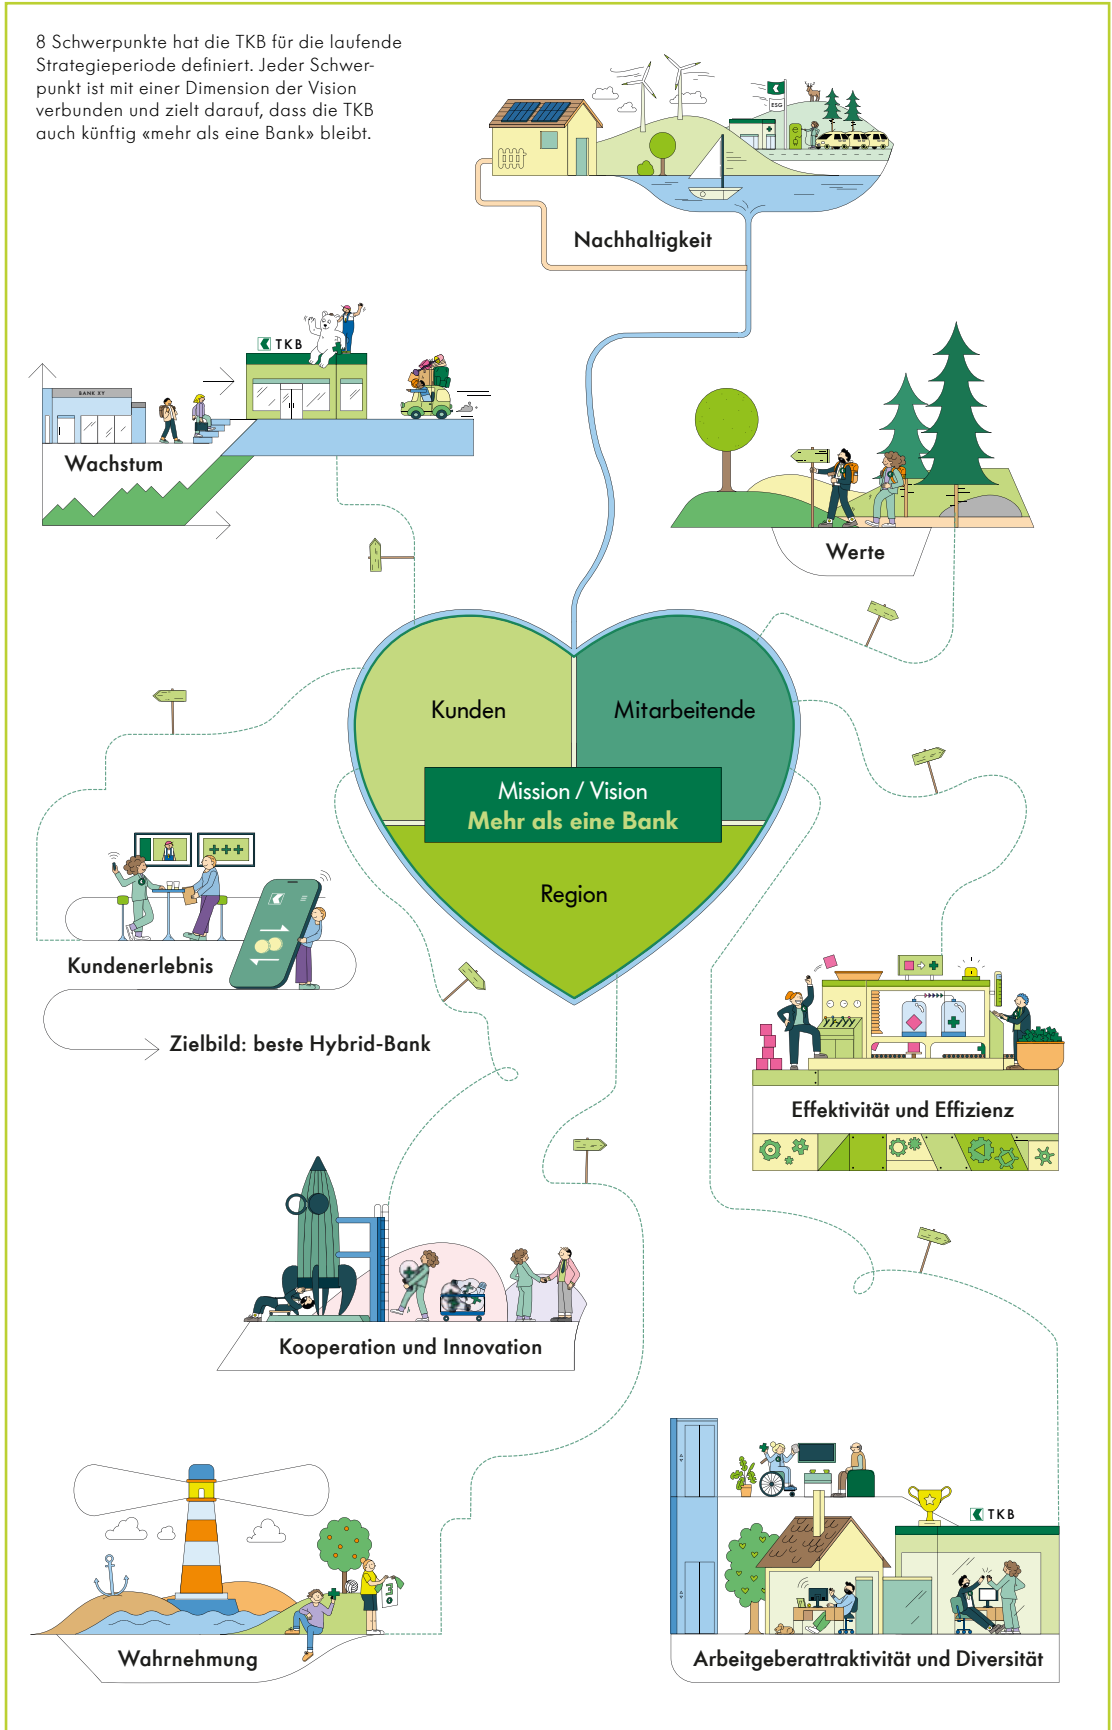 8 Schwerpunkte hat die TKB für die laufende
Strategieperiode definiert. Jeder Schwer-
punkt ist mit einer Dimension der Vision
verbunden und zielt darauf, dass die TKB
auch künftig «mehr als eine Bank» bleibt.
ESG
Nachhaltigkeit
TKB
BANK XY
Wachstum
Werte
Kunden
Mitarbeitende
Mission / Vision
Mehr als eine Bank
Region
Kundenerlebnis
Zielbild: beste Hybrid-Bank
Effektivität und Effizienz
Kooperation und Innovation
TKB
Wahrnehmung
Arbeitgeberattraktivität und Diversität